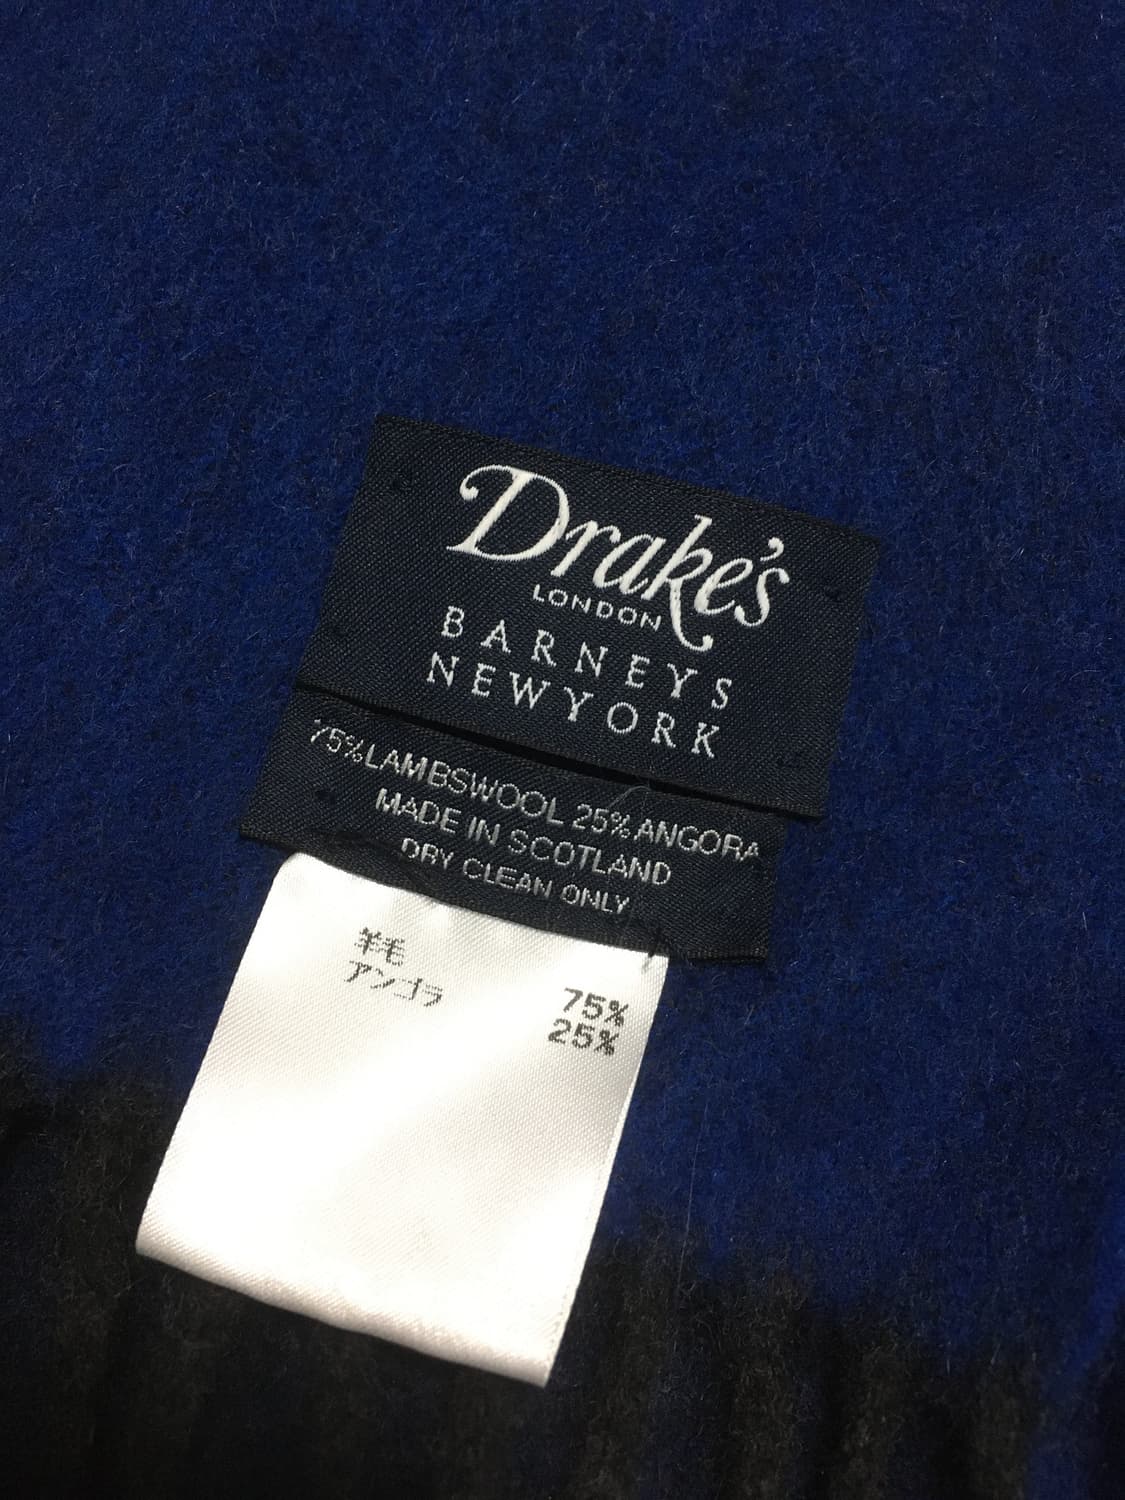 Drake's
LONDON
BARNEYS
NEWYORK
75%LAMBSWOOL 25%ANGORA
MADE IN SCOTLAND
DRY CLEAN ONLY
羊毛 75%
アンゴラ 25%